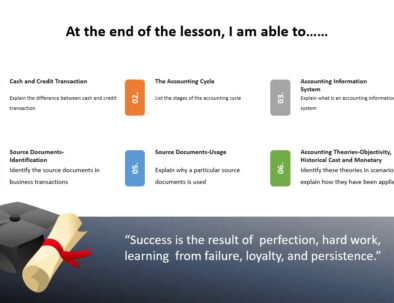 At the end of the lesson, I am able to……
Cash and Credit Transaction
Explain the difference between cash and credit
transaction
02.
The Accounting Cycle
List the stages of the accounting cycle
03.
Accounting Information
System
Explain what is an accounting information
system
Source Documents-
Identification
Identify the source documents in
business transactions
05.
Source Documents-Usage
Explain why a particular source
documents is used
06.
Accounting Theories-Objectivity,
Historical Cost and Monetary
Identify these theories in scenarios
explain how they have been applie
“Success is the result of perfection, hard work,
learning from failure, loyalty, and persistence.”